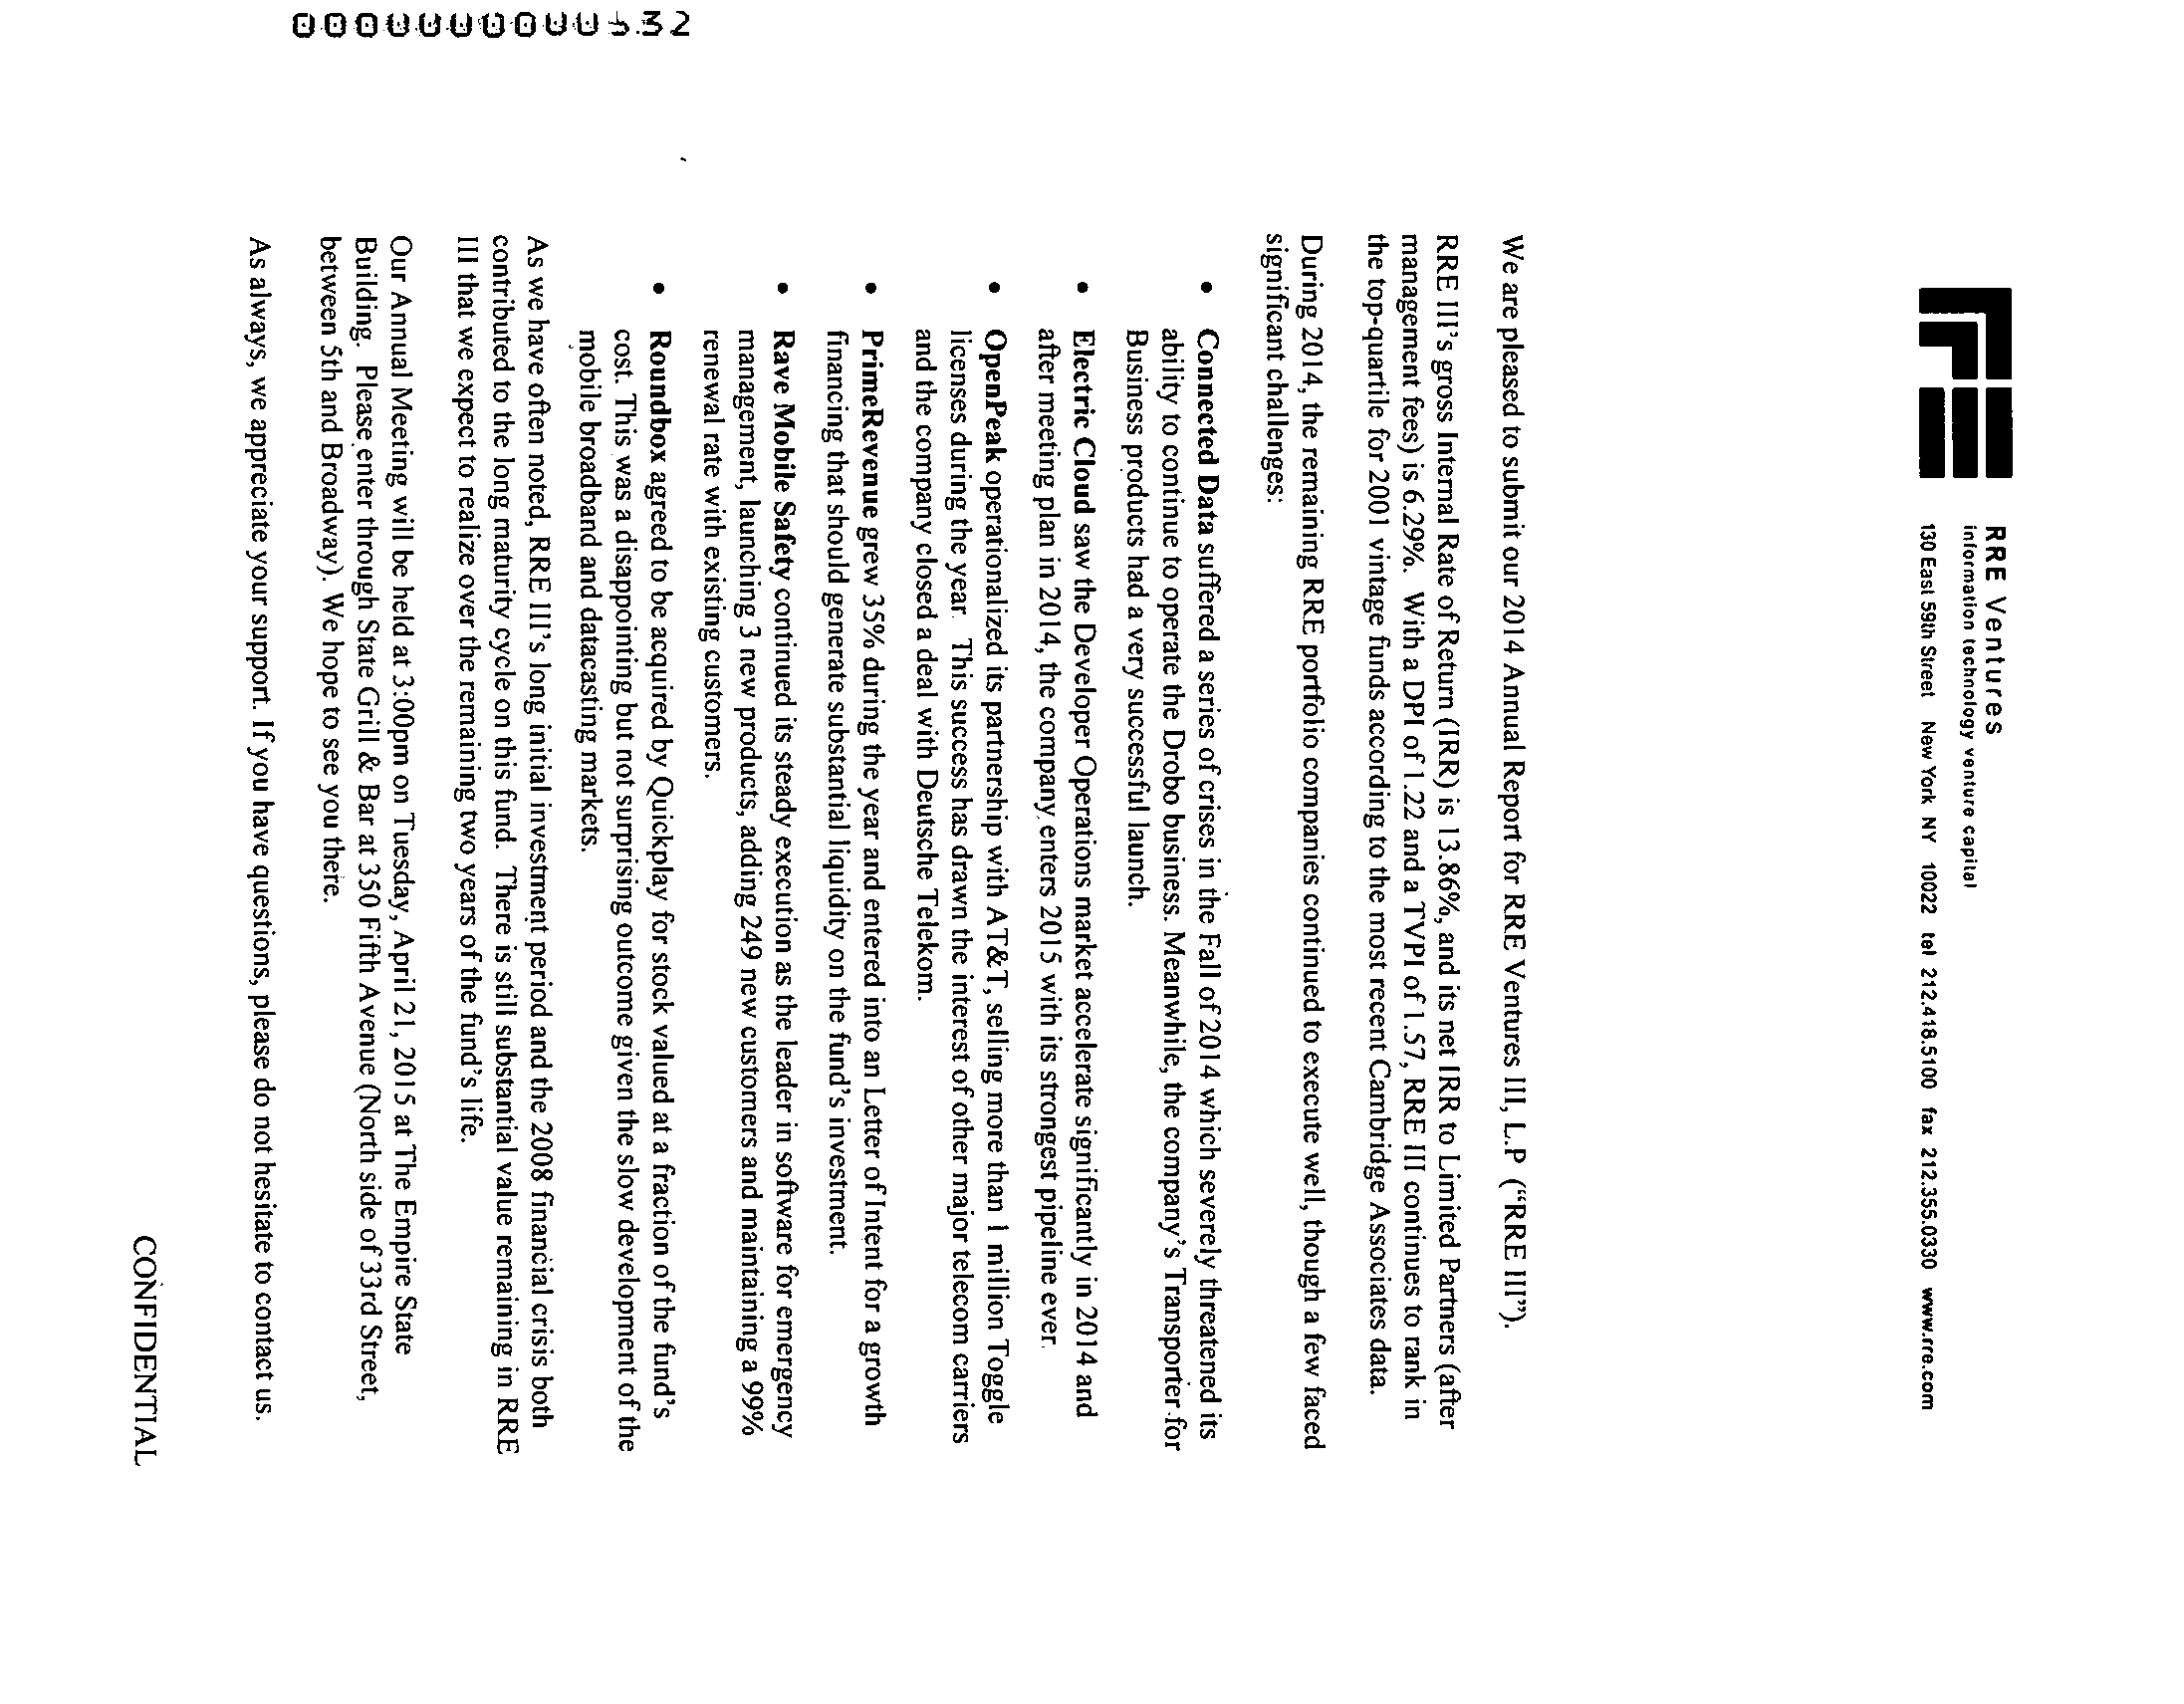 RRE Ventures
information technology venture capital
130 East 59th Street New York NY 10022 tel 212.418.5100 fax 212.355.0330 www.rre.com
We are pleased to submit our 2014 Annual Report for RRE Ventures III, L.P (“RRE III”).
RRE III's gross Internal Rate of Return (IRR) is 13.86%, and its net IRR to Limited Partners (after
management fees) is 6.29%. With a DPI of 1.22 and a TVPI of 1.57, RRE III continues to rank in
the top-quartile for 2001 vintage funds according to the most recent Cambridge Associates data.
During 2014, the remaining RRE portfolio companies continued to execute well, though a few faced
significant challenges:
• Connected Data suffered a series of crises in the Fall of 2014 which severely threatened its
ability to continue to operate the Drobo business. Meanwhile, the company's Transporter for
Business products had a very successful launch.
• Electric Cloud saw the Developer Operations market accelerate significantly in 2014 and
after meeting plan in 2014, the company enters 2015 with its strongest pipeline ever.
• OpenPeak operationalized its partnership with AT&T, selling more than 1 million Toggle
licenses during the year. This success has drawn the interest of other major telecom carriers
and the company closed a deal with Deutsche Telekom.
• PrimeRevenue grew 35% during the year and entered into an Letter of Intent for a growth
financing that should generate substantial liquidity on the fund's investment.
• Rave Mobile Safety continued its steady execution as the leader in software for emergency
management, launching 3 new products, adding 249 new customers and maintaining a 99%
renewal rate with existing customers.
• Roundbox agreed to be acquired by Quickplay for stock valued at a fraction of the fund's
cost. This was a disappointing but not surprising outcome given the slow development of the
mobile broadband and datacasting markets.
As we have often noted, RRE III's long initial investment period and the 2008 financial crisis both
contributed to the long maturity cycle on this fund. There is still substantial value remaining in RRE
III that we expect to realize over the remaining two years of the fund's life.
Our Annual Meeting will be held at 3:00pm on Tuesday, April 21, 2015 at The Empire State
Building. Please enter through State Grill & Bar at 350 Fifth Avenue (North side of 33rd Street,
between 5th and Broadway). We hope to see you there.
As always, we appreciate your support. If you have questions, please do not hesitate to contact us.
CONFIDENTIAL